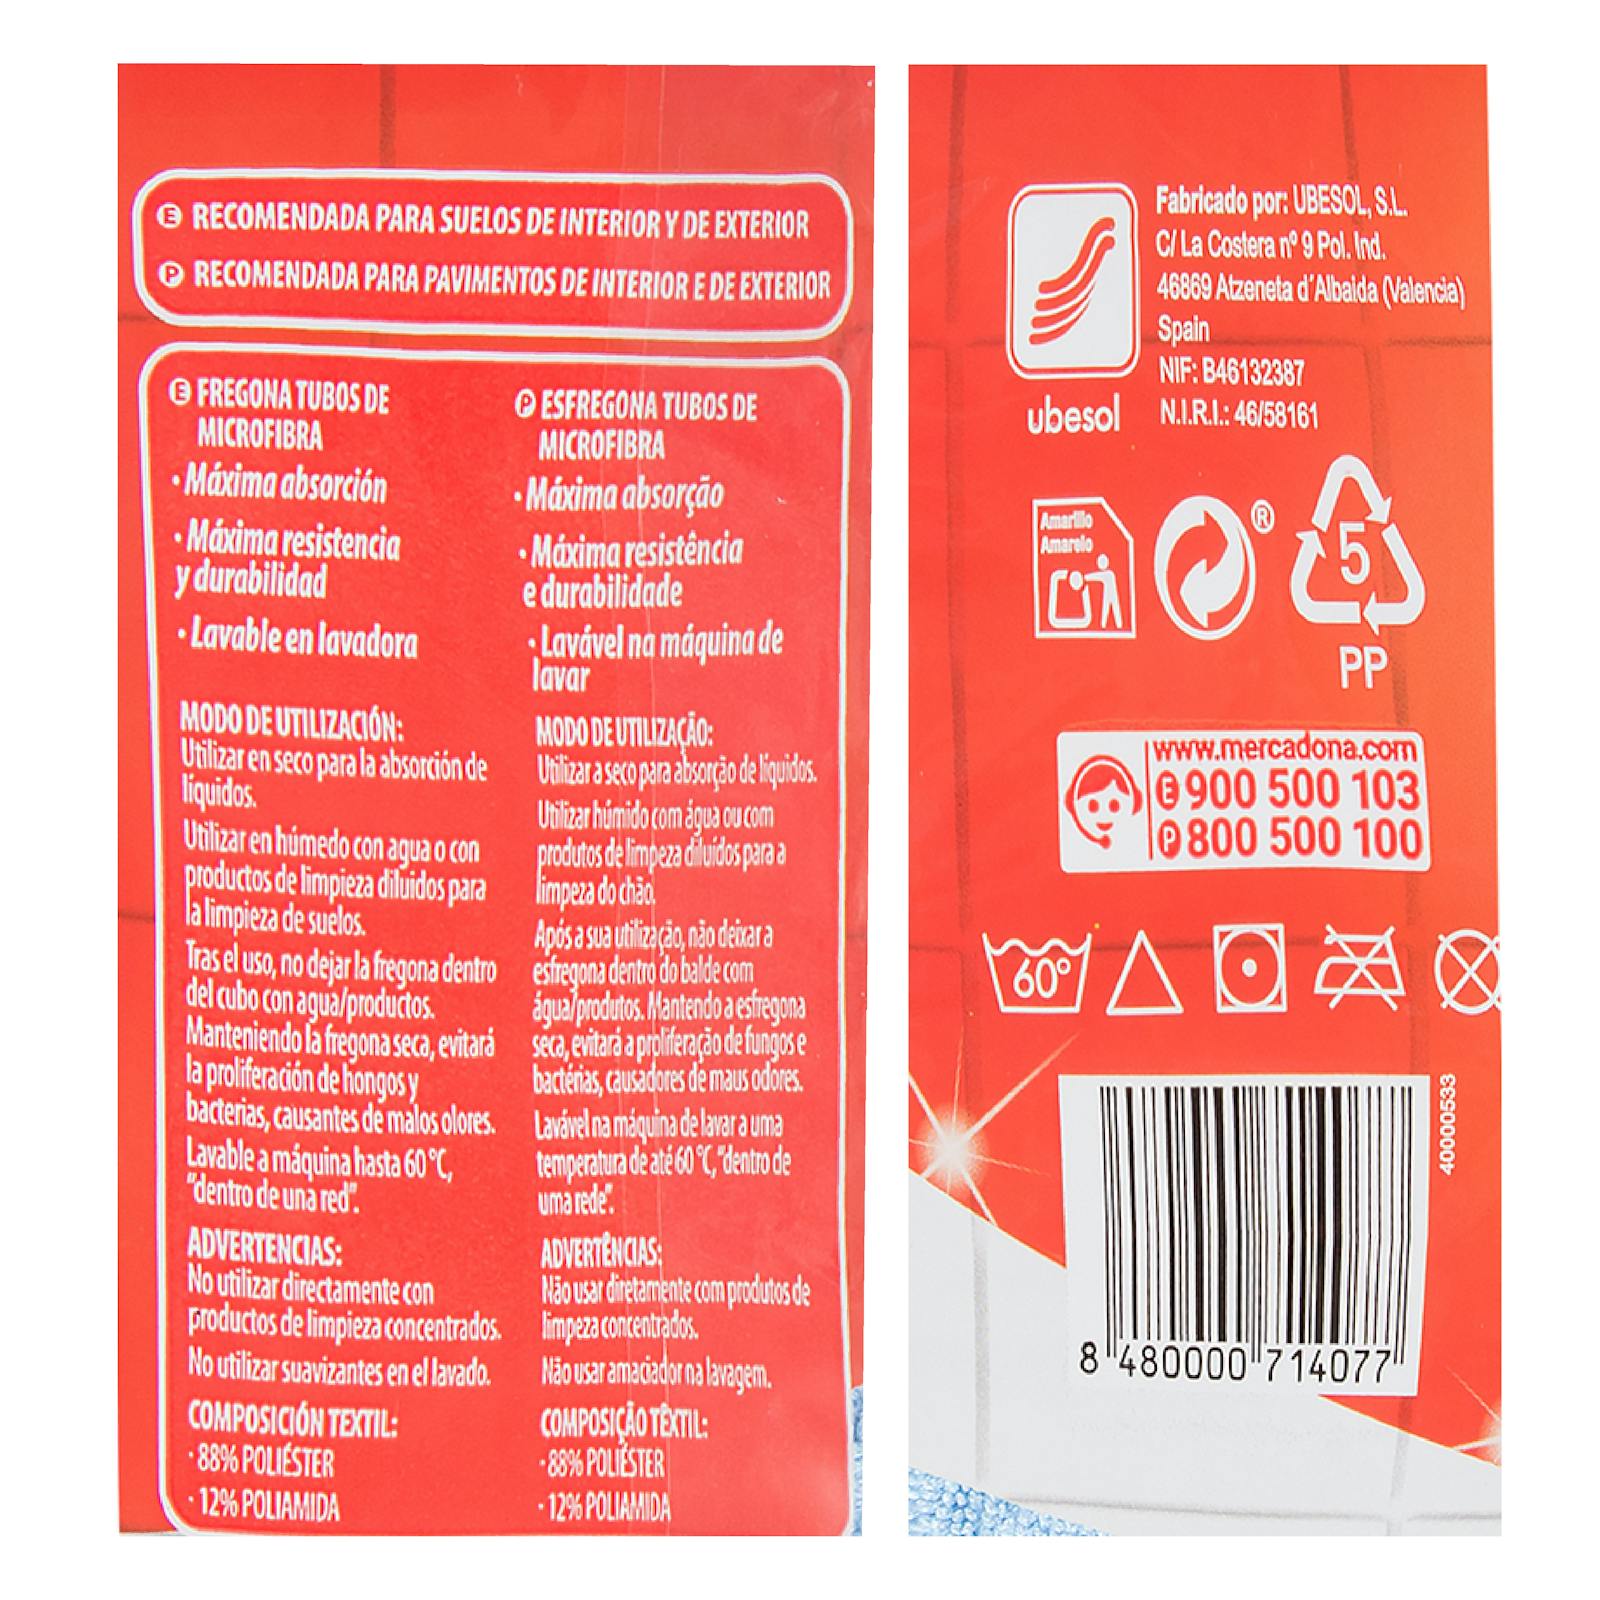 Ⓔ RECOMENDADA PARA SUELOS DE INTERIOR Y DE EXTERIOR
Ⓟ RECOMENDADA PARA PAVIMENTOS DE INTERIOR E DE EXTERIOR
Ⓔ FREGONA TUBOS DE
MICROFIBRA
· Máxima absorción
· Máxima resistencia
y durabilidad
· Lavable en lavadora
MODO DE UTILIZACIÓN:
Utilizar en seco para la absorción de
líquidos.
Utilizar en húmedo con agua o con
productos de limpieza diluidos para
la limpieza de suelos.
Tras el uso, no dejar la fregona dentro
del cubo con agua/productos.
Manteniendo la fregona seca, evitará
la proliferación de hongos y
bacterias, causantes de malos olores.
Lavable a máquina hasta 60 °C,
"dentro de una red".
ADVERTENCIAS:
No utilizar directamente con
productos de limpieza concentrados.
No utilizar suavizantes en el lavado.
COMPOSICIÓN TEXTIL:
· 88% POLIÉSTER
· 12% POLIAMIDA
Ⓟ ESFREGONA TUBOS DE
MICROFIBRA
· Máxima absorção
· Máxima resistência
e durabilidade
· Lavável na máquina de
lavar
MODO DE UTILIZAÇÃO:
Utilizar a seco para absorção de líquidos.
Utilizar húmido com água ou com
produtos de limpeza diluídos para a
limpeza do chão.
Após a sua utilização, não deixar a
esfregona dentro do balde com
água/produtos. Mantendo a esfregona
seca, evitará a proliferação de fungos e
bactérias, causadores de maus odores.
Lavável na máquina de lavar a uma
temperatura de até 60 °C, "dentro de
uma rede".
ADVERTÊNCIAS:
Não usar diretamente com produtos de
limpeza concentrados.
Não usar amaciador na lavagem.
COMPOSIÇÃO TÊXTIL:
· 88% POLIÉSTER
· 12% POLIAMIDA
ubesol
Fabricado por: UBESOL, S.L.
C/ La Costera nº 9 Pol. Ind.
46869 Atzeneta d´Albaida (Valencia)
Spain
NIF: B46132387
N.I.R.I.: 46/58161
Amarillo
Amarelo
®
5
PP
www.mercadona.com
Ⓔ 900 500 103
Ⓟ 800 500 100
60°
40000533
8 480000 714077